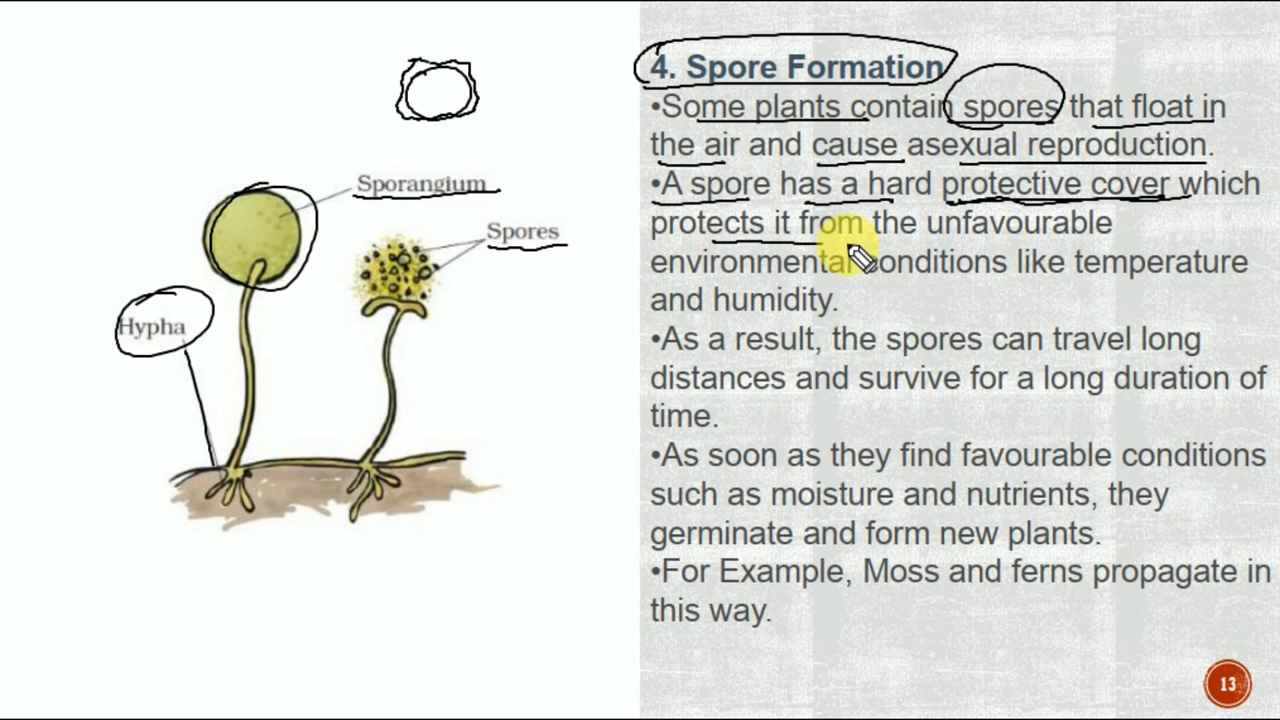 Sporangium
Spores
Hypha
4. Spore Formation
•Some plants contain spores that float in
the air and cause asexual reproduction.
•A spore has a hard protective cover which
protects it from the unfavourable
environmental conditions like temperature
and humidity.
•As a result, the spores can travel long
distances and survive for a long duration of
time.
•As soon as they find favourable conditions
such as moisture and nutrients, they
germinate and form new plants.
•For Example, Moss and ferns propagate in
this way.
13